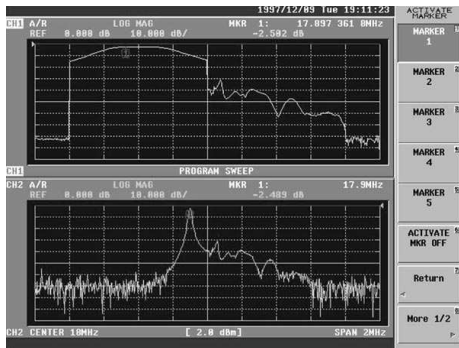 1997/12/09 Tue 19:11:23
CH1 A/R LOG MAG MKR 1: 17.897 361 0MHz
REF 0.000 dB 10.000 dB/ -2.502 dB
CH1 PROGRAM SWEEP
CH2 A/R LOG MAG MKR 1: 17.9MHz
REF 0.000 dB 10.000 dB/ -2.489 dB
CH2 CENTER 18MHz [ 2.0 dBm] SPAN 2MHz
ACTIVATE
MARKER
MARKER
1
MARKER
2
MARKER
3
MARKER
4
MARKER
5
ACTIVATE
MKR OFF
Return
More 1/2